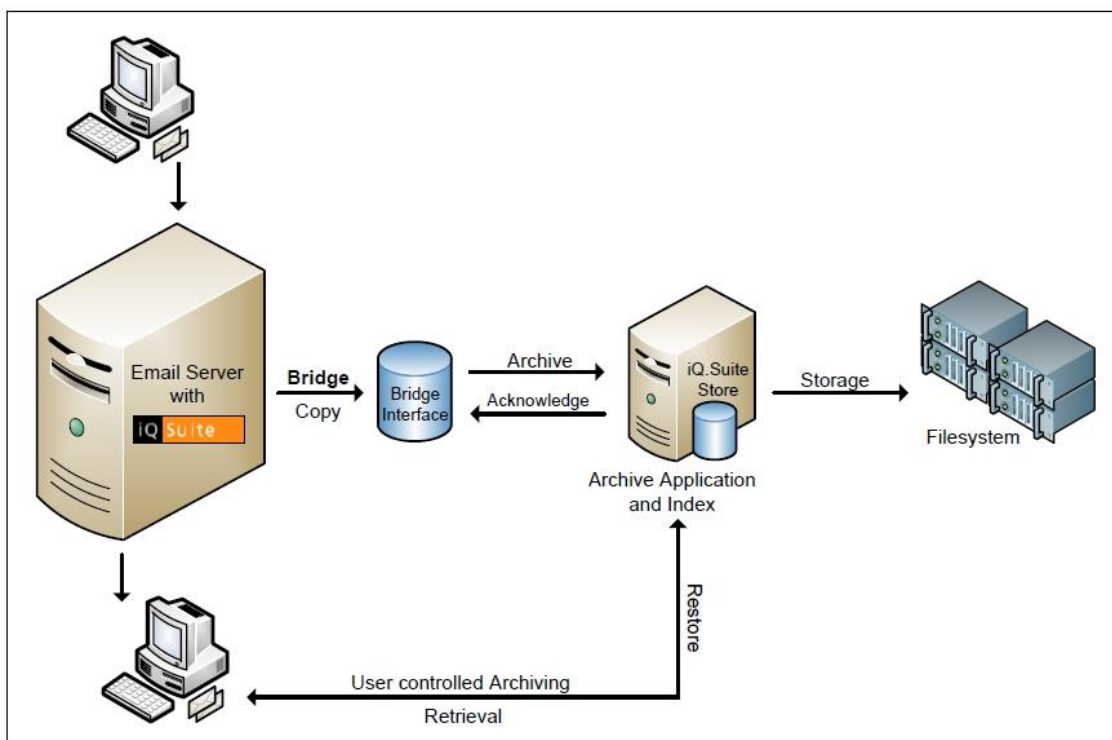 Email Server
with
iQ Suite
Bridge
Copy
Bridge
Interface
Archive
Acknowledge
iQ.Suite
Store
Archive Application
and Index
Storage
Filesystem
Restore
User controlled Archiving
Retrieval